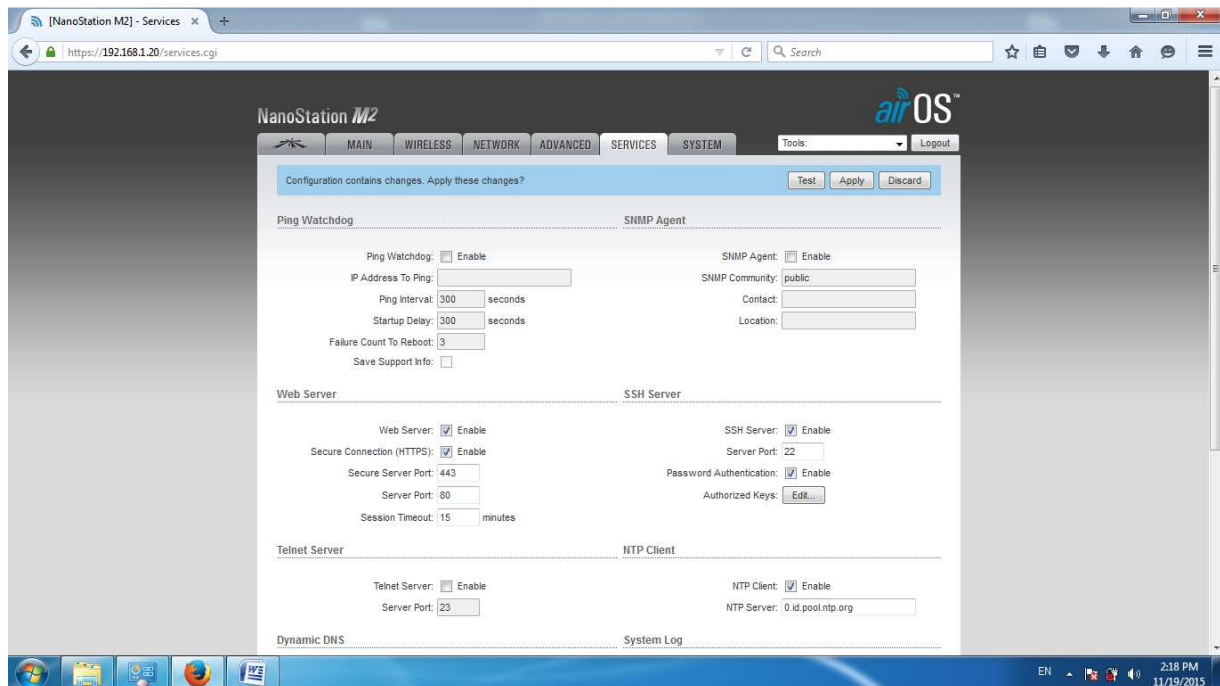 [NanoStation M2] - Services
https://192.168.1.20/services.cgi
Search
NanoStation M2
airOS™
MAIN WIRELESS NETWORK ADVANCED SERVICES SYSTEM Tools: Logout
Configuration contains changes. Apply these changes? Test Apply Discard
Ping Watchdog
Ping Watchdog: Enable
IP Address To Ping:
Ping Interval: 300 seconds
Startup Delay: 300 seconds
Failure Count To Reboot: 3
Save Support Info:
SNMP Agent
SNMP Agent: Enable
SNMP Community: public
Contact:
Location:
Web Server
Web Server: Enable
Secure Connection (HTTPS): Enable
Secure Server Port: 443
Server Port: 80
Session Timeout: 15 minutes
SSH Server
SSH Server: Enable
Server Port: 22
Password Authentication: Enable
Authorized Keys: Edit...
Telnet Server
Telnet Server: Enable
Server Port: 23
NTP Client
NTP Client: Enable
NTP Server: 0.id.pool.ntp.org
Dynamic DNS
System Log
EN
2:18 PM
11/19/2015